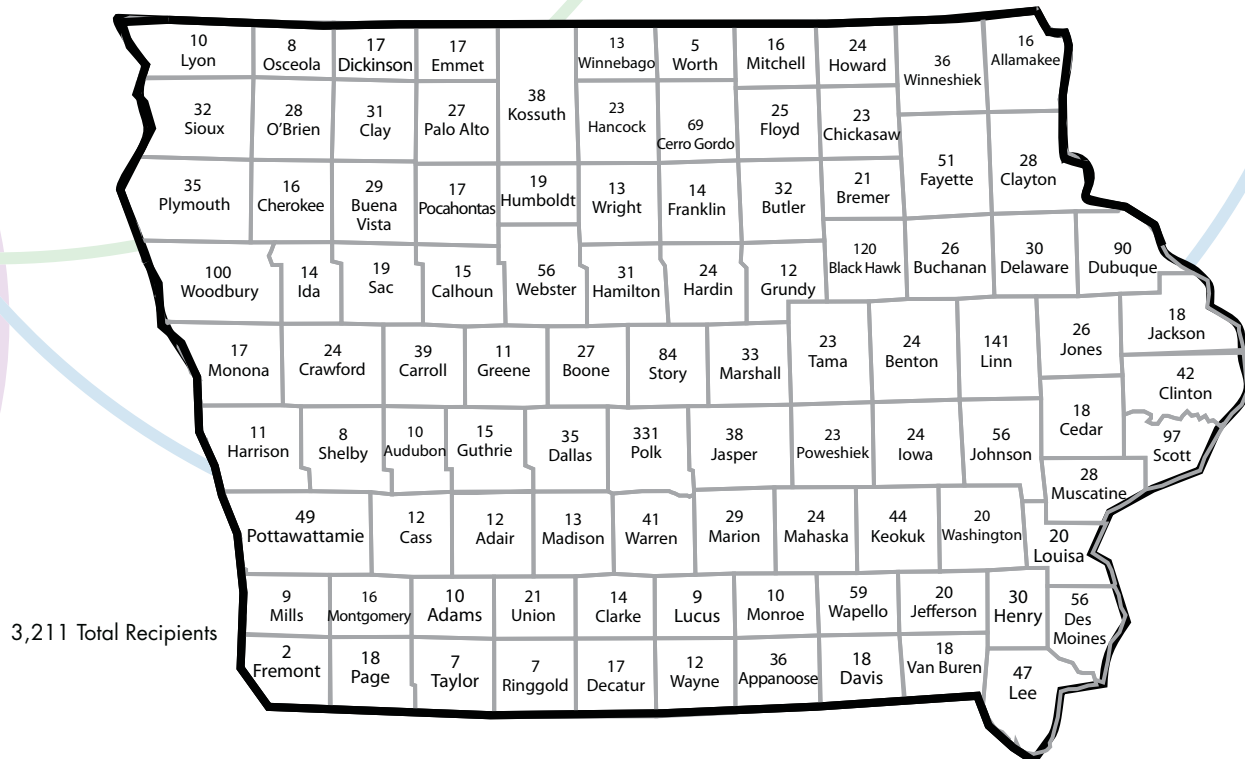 10
Lyon
8
Osceola
17
Dickinson
17
Emmet
38
Kossuth
13
Winnebago
5
Worth
16
Mitchell
24
Howard
36
Winneshiek
16
Allamakee
32
Sioux
28
O'Brien
31
Clay
27
Palo Alto
23
Hancock
69
Cerro Gordo
25
Floyd
23
Chickasaw
51
Fayette
28
Clayton
35
Plymouth
16
Cherokee
29
Buena
Vista
17
Pocahontas
19
Humboldt
13
Wright
14
Franklin
32
Butler
21
Bremer
100
Woodbury
14
Ida
19
Sac
15
Calhoun
56
Webster
31
Hamilton
24
Hardin
12
Grundy
120
Black Hawk
26
Buchanan
30
Delaware
90
Dubuque
17
Monona
24
Crawford
39
Carroll
11
Greene
27
Boone
84
Story
33
Marshall
23
Tama
24
Benton
141
Linn
26
Jones
18
Jackson
42
Clinton
11
Harrison
8
Shelby
10
Audubon
15
Guthrie
35
Dallas
331
Polk
38
Jasper
23
Poweshiek
24
Iowa
56
Johnson
18
Cedar
97
Scott
28
Muscatine
49
Pottawattamie
12
Cass
12
Adair
13
Madison
41
Warren
29
Marion
24
Mahaska
44
Keokuk
20
Washington
20
Louisa
9
Mills
16
Montgomery
10
Adams
21
Union
14
Clarke
9
Lucus
10
Monroe
59
Wapello
20
Jefferson
30
Henry
56
Des
Moines
3,211 Total Recipients
2
Fremont
18
Page
7
Taylor
7
Ringgold
17
Decatur
12
Wayne
36
Appanoose
18
Davis
18
Van Buren
47
Lee